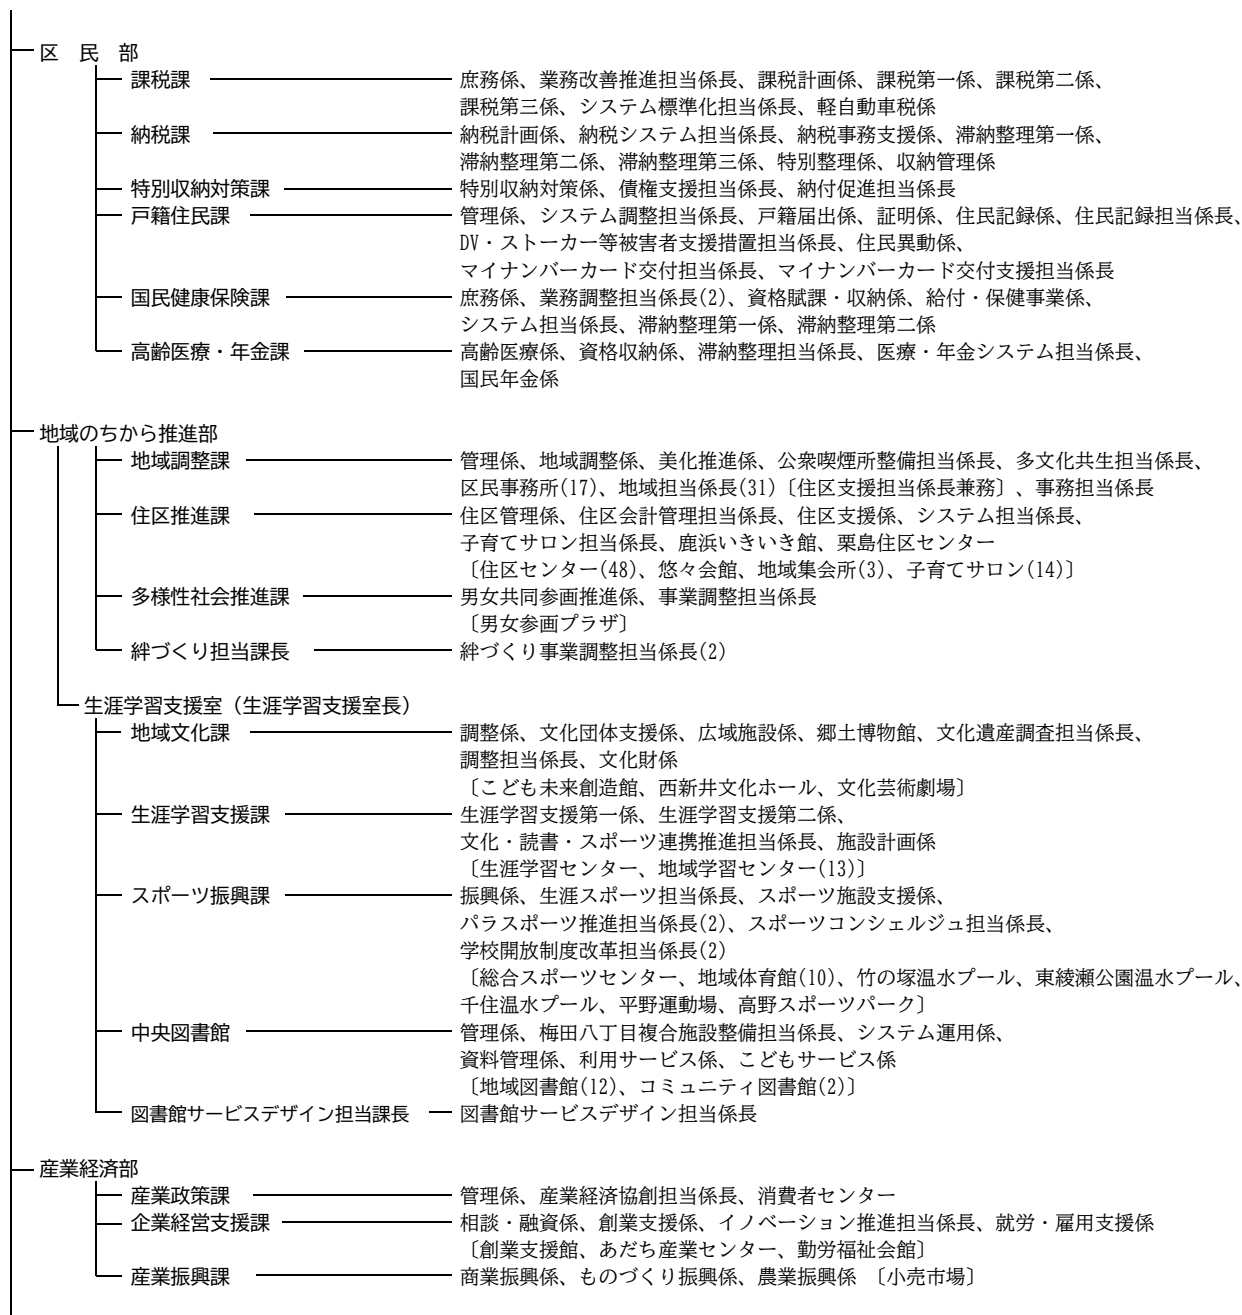 区　民　部
課税課　庶務係、業務改善推進担当係長、課税計画係、課税第一係、課税第二係、
課税第三係、システム標準化担当係長、軽自動車税係
納税課　納税計画係、納税システム担当係長、納税事務支援係、滞納整理第一係、
滞納整理第二係、滞納整理第三係、特別整理係、収納管理係
特別収納対策課　特別収納対策係、債権支援担当係長、納付促進担当係長
戸籍住民課　管理係、システム調整担当係長、戸籍届出係、証明係、住民記録係、住民記録担当係長、
DV・ストーカー等被害者支援措置担当係長、住民異動係、
マイナンバーカード交付担当係長、マイナンバーカード交付支援担当係長
国民健康保険課　庶務係、業務調整担当係長(2)、資格賦課・収納係、給付・保健事業係、
システム担当係長、滞納整理第一係、滞納整理第二係
高齢医療・年金課　高齢医療係、資格収納係、滞納整理担当係長、医療・年金システム担当係長、
国民年金係
地域のちから推進部
地域調整課　管理係、地域調整係、美化推進係、公衆喫煙所整備担当係長、多文化共生担当係長、
区民事務所(17)、地域担当係長(31)〔住区支援担当係長兼務〕、事務担当係長
住区推進課　住区管理係、住区会計管理担当係長、住区支援係、システム担当係長、
子育てサロン担当係長、鹿浜いきいき館、栗島住区センター
〔住区センター(48)、悠々会館、地域集会所(3)、子育てサロン(14)〕
多様性社会推進課　男女共同参画推進係、事業調整担当係長
〔男女参画プラザ〕
絆づくり担当課長　絆づくり事業調整担当係長(2)
生涯学習支援室（生涯学習支援室長）
地域文化課　調整係、文化団体支援係、広域施設係、郷土博物館、文化遺産調査担当係長、
調整担当係長、文化財係
〔こども未来創造館、西新井文化ホール、文化芸術劇場〕
生涯学習支援課　生涯学習支援第一係、生涯学習支援第二係、
文化・読書・スポーツ連携推進担当係長、施設計画係
〔生涯学習センター、地域学習センター(13)〕
スポーツ振興課　振興係、生涯スポーツ担当係長、スポーツ施設支援係、
パラスポーツ推進担当係長(2)、スポーツコンシェルジュ担当係長、
学校開放制度改革担当係長(2)
〔総合スポーツセンター、地域体育館(10)、竹の塚温水プール、東綾瀬公園温水プール、
千住温水プール、平野運動場、高野スポーツパーク〕
中央図書館　管理係、梅田八丁目複合施設整備担当係長、システム運用係、
資料管理係、利用サービス係、こどもサービス係
〔地域図書館(12)、コミュニティ図書館(2)〕
図書館サービスデザイン担当課長　図書館サービスデザイン担当係長
産業経済部
産業政策課　管理係、産業経済協創担当係長、消費者センター
企業経営支援課　相談・融資係、創業支援係、イノベーション推進担当係長、就労・雇用支援係
〔創業支援館、あだち産業センター、勤労福祉会館〕
産業振興課　商業振興係、ものづくり振興係、農業振興係　〔小売市場〕